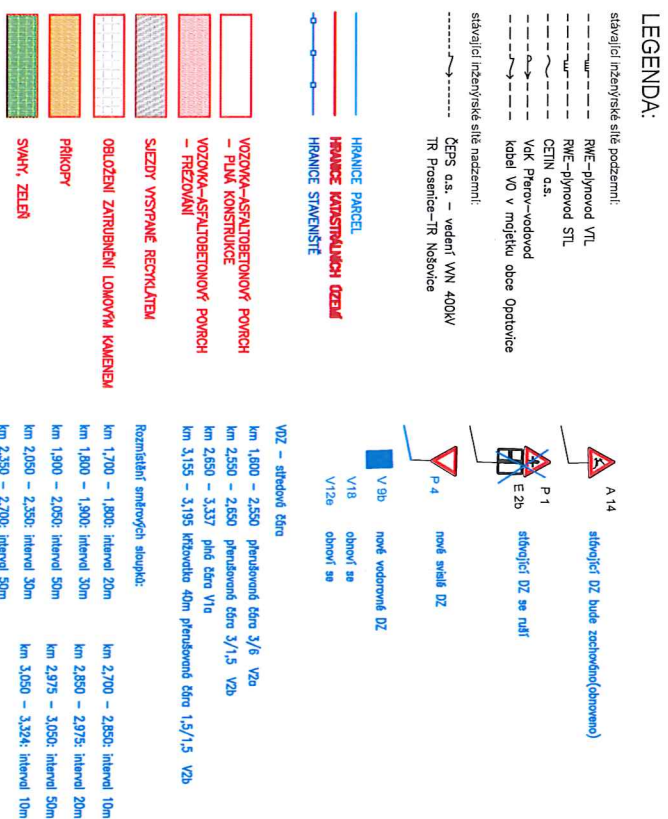 LEGENDA:
stávající inženýrské sítě podzemní:
RWE-plynovod VTL
RWE-plynovod STL
CETIN a.s.
VaK Přerov-vodovod
kabel VO v majetku obce Opatovice
stávající inženýrské sítě nadzemní:
ČEPS a.s. - vedení VVN 400kV
TR Prosenice-TR Nošovice
HRANICE PARCEL
HRANICE KATASTRÁLNÍCH ÚZEMÍ
HRANICE STAVENIŠTĚ
VOZOVKA-ASFALTOBETONOVÝ POVRCH
- PLNÁ KONSTRUKCE
VOZOVKA-ASFALTOBETONOVÝ POVRCH
- FRÉZOVÁNÍ
SJEZDY VYSYPANÉ RECYKLÁTEM
OBLOŽENÍ ZATRUBNĚNÍ LOMOVÝM KAMENEM
PŘÍKOPY
SVAHY, ZELEŇ
A 14
stávající DZ bude zachováno(obnoveno)
P 1
E 2b
stávající DZ se ruší
P 4
nové svislé DZ
V 9b
nové vodorovné DZ
V18 obnoví se
V12e obnoví se
VDZ - středová čára
km 1,600 - 2,550 přerušovaná čára 3/6 V2a
km 2,550 - 2,650 přerušovaná čára 3/1,5 V2b
km 2,650 - 3,337 plná čára V1a
km 3,155 - 3,195 křižovatka 40m přerušovaná čára 1,5/1,5 V2b
Rozmístění směrových sloupků:
km 1,700 - 1,800: interval 20m
km 1,800 - 1,900: interval 30m
km 1,900 - 2,050: interval 50m
km 2,050 - 2,350: interval 30m
km 2,350 - 2,700: interval 50m
km 2,700 - 2,850: interval 10m
km 2,850 - 2,975: interval 20m
km 2,975 - 3,050: interval 50m
km 3,050 - 3,324: interval 10m